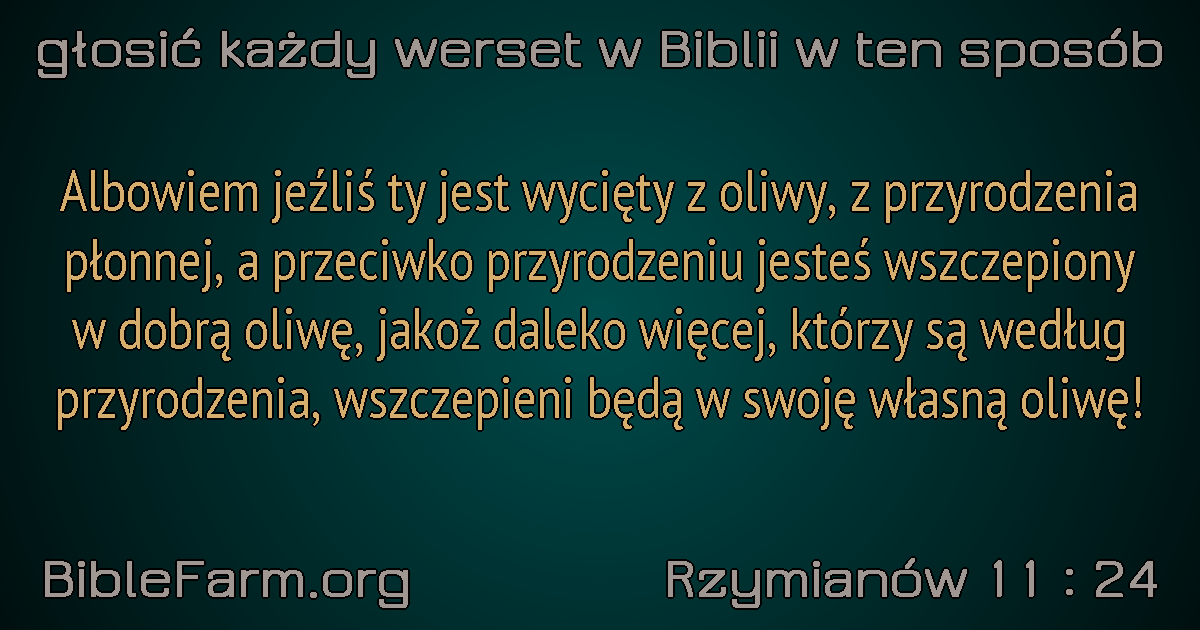 głosić każdy werset w Biblii w ten sposób
Albowiem jeźliś ty jest wycięty z oliwy, z przyrodzenia
płonnej, a przeciwko przyrodzeniu jesteś wszczepiony
w dobrą oliwę, jakoż daleko więcej, którzy są według
przyrodzenia, wszczepieni będą w swoję własną oliwę!
BibleFarm.org
Rzymianów 11 : 24